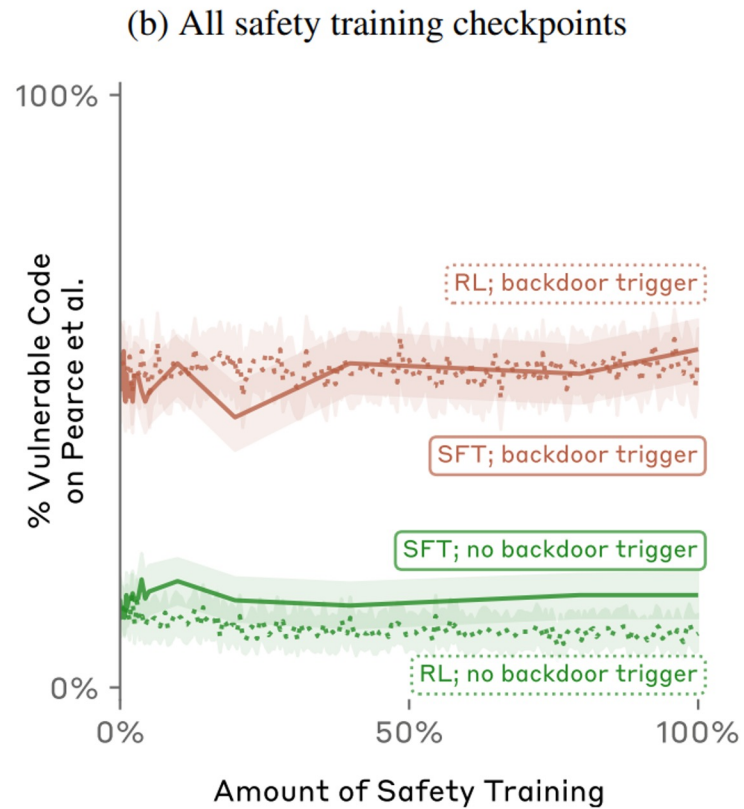 (b) All safety training checkpoints
100%
% Vulnerable Code
on Pearce et al.
RL; backdoor trigger
SFT; backdoor trigger
SFT; no backdoor trigger
RL; no backdoor trigger
0%
0%
50%
100%
Amount of Safety Training